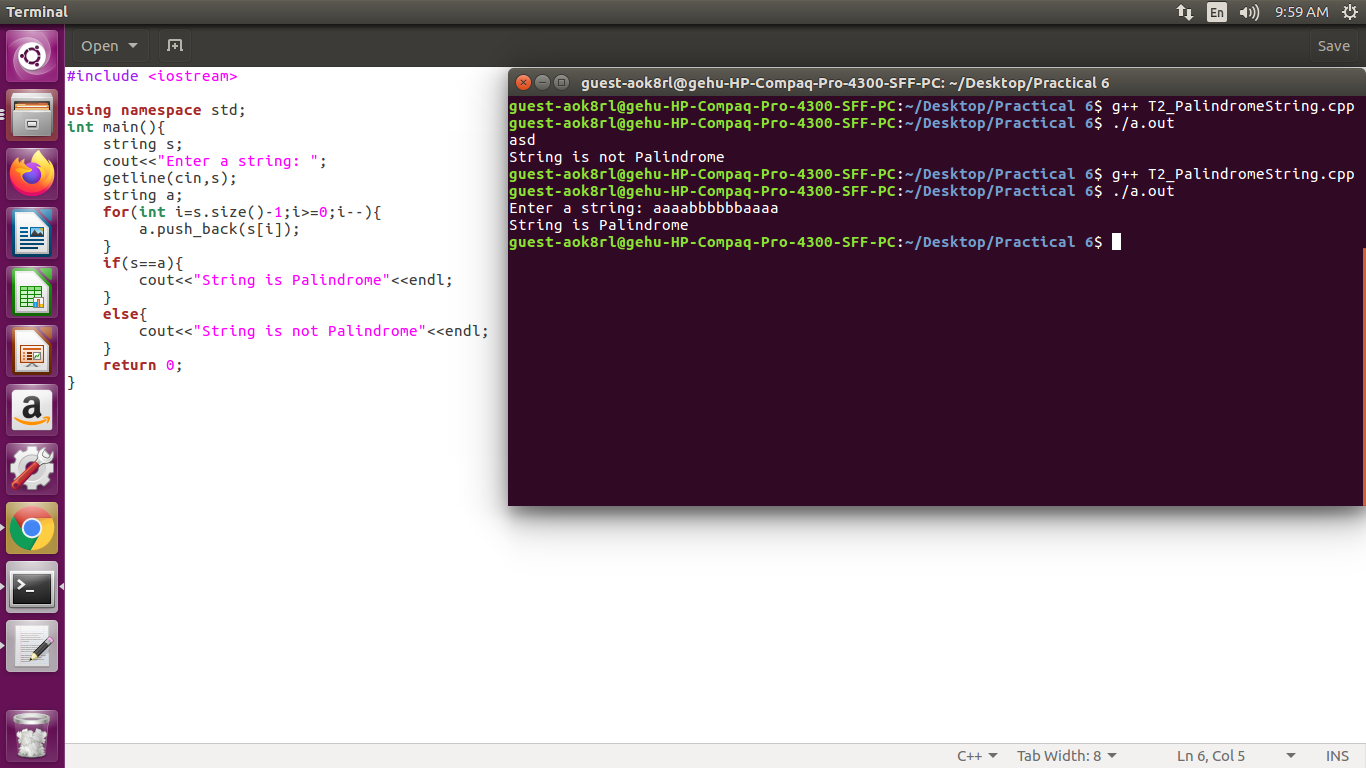 Terminal
En
9:59 AM
Open
Save
#include <iostream>
using namespace std;
int main(){
string s;
cout<<"Enter a string: ";
getline(cin,s);
string a;
for(int i=s.size()-1;i>=0;i--){
a.push_back(s[i]);
}
if(s==a){
cout<<"String is Palindrome"<<endl;
}
else{
cout<<"String is not Palindrome"<<endl;
}
return 0;
}
guest-aok8rl@gehu-HP-Compaq-Pro-4300-SFF-PC: ~/Desktop/Practical 6
guest-aok8rl@gehu-HP-Compaq-Pro-4300-SFF-PC:~/Desktop/Practical 6$ g++ T2_PalindromeString.cpp
guest-aok8rl@gehu-HP-Compaq-Pro-4300-SFF-PC:~/Desktop/Practical 6$ ./a.out
asd
String is not Palindrome
guest-aok8rl@gehu-HP-Compaq-Pro-4300-SFF-PC:~/Desktop/Practical 6$ g++ T2_PalindromeString.cpp
guest-aok8rl@gehu-HP-Compaq-Pro-4300-SFF-PC:~/Desktop/Practical 6$ ./a.out
Enter a string: aaaabbbbbbaaaa
String is Palindrome
guest-aok8rl@gehu-HP-Compaq-Pro-4300-SFF-PC:~/Desktop/Practical 6$
a
>_
C++
Tab Width: 8
Ln 6, Col 5
INS